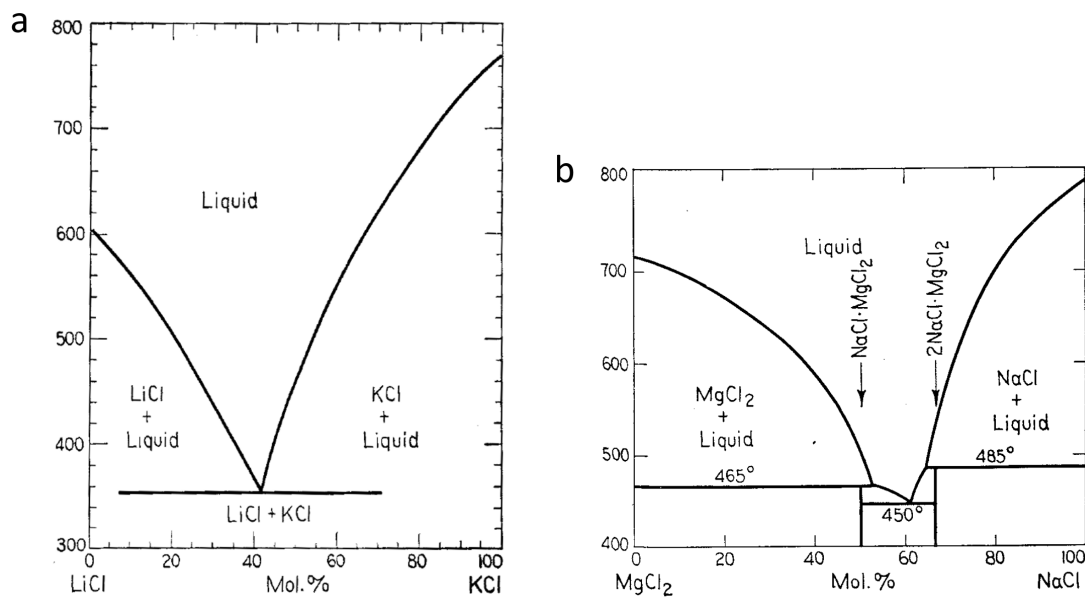 a
800
700
600
500
400
300
Liquid
LiCl
+
Liquid
KCl
+
Liquid
LiCl + KCl
0 20 40 60 80 100
LiCl Mol.% KCl
b
800
700
600
500
400
Liquid
NaCl·MgCl₂
2NaCl·MgCl₂
MgCl₂
+
Liquid
NaCl
+
Liquid
465°
485°
450°
0 20 40 60 80 100
MgCl₂ Mol.% NaCl